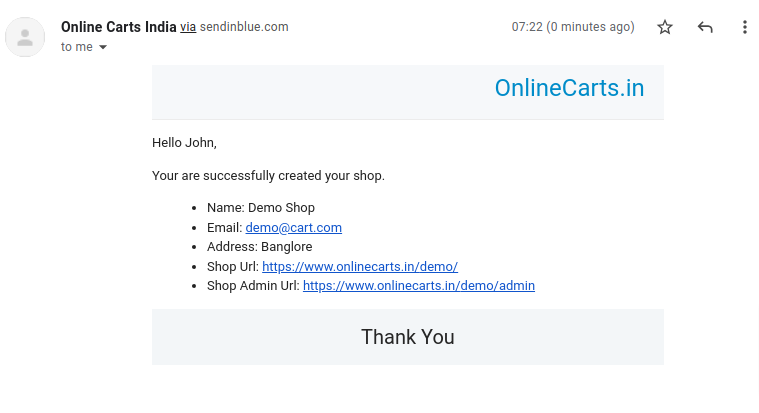 Online Carts India via sendinblue.com 07:22 (0 minutes ago)
to me
OnlineCarts.in
Hello John,
Your are successfully created your shop.
Name: Demo Shop
Email: demo@cart.com
Address: Banglore
Shop Url: https://www.onlinecarts.in/demo/
Shop Admin Url: https://www.onlinecarts.in/demo/admin
Thank You